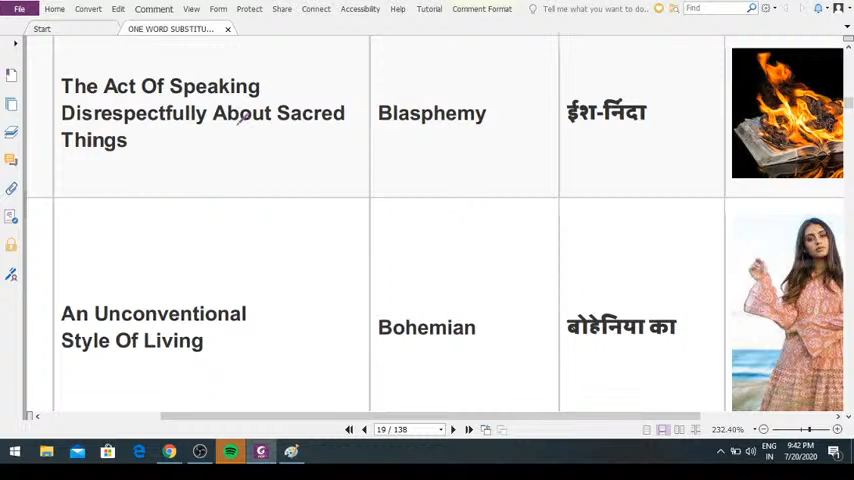 File Home Convert Edit Comment View Form Protect Share Connect Accessibility Help Tutorial Comment Format Tell me what you want to do... Find
Start ONE WORD SUBSTITU...
The Act Of Speaking
Disrespectfully About Sacred
Things
Blasphemy
ईश-निंदा
An Unconventional
Style Of Living
Bohemian
बोहेनिया का
19 / 138
232.40%
ENG
IN
9:42 PM
7/20/2020